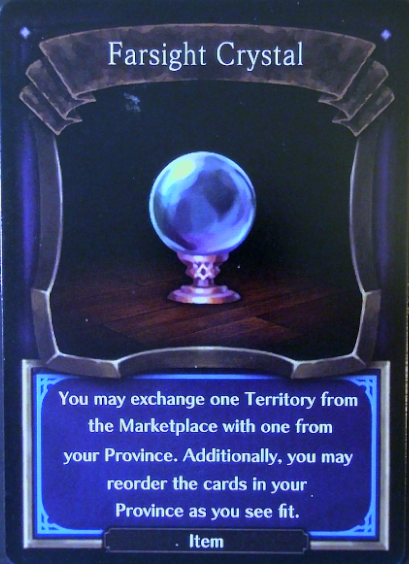 Farsight Crystal
You may exchange one Territory from
the Marketplace with one from
your Province. Additionally, you may
reorder the cards in your
Province as you see fit.
Item